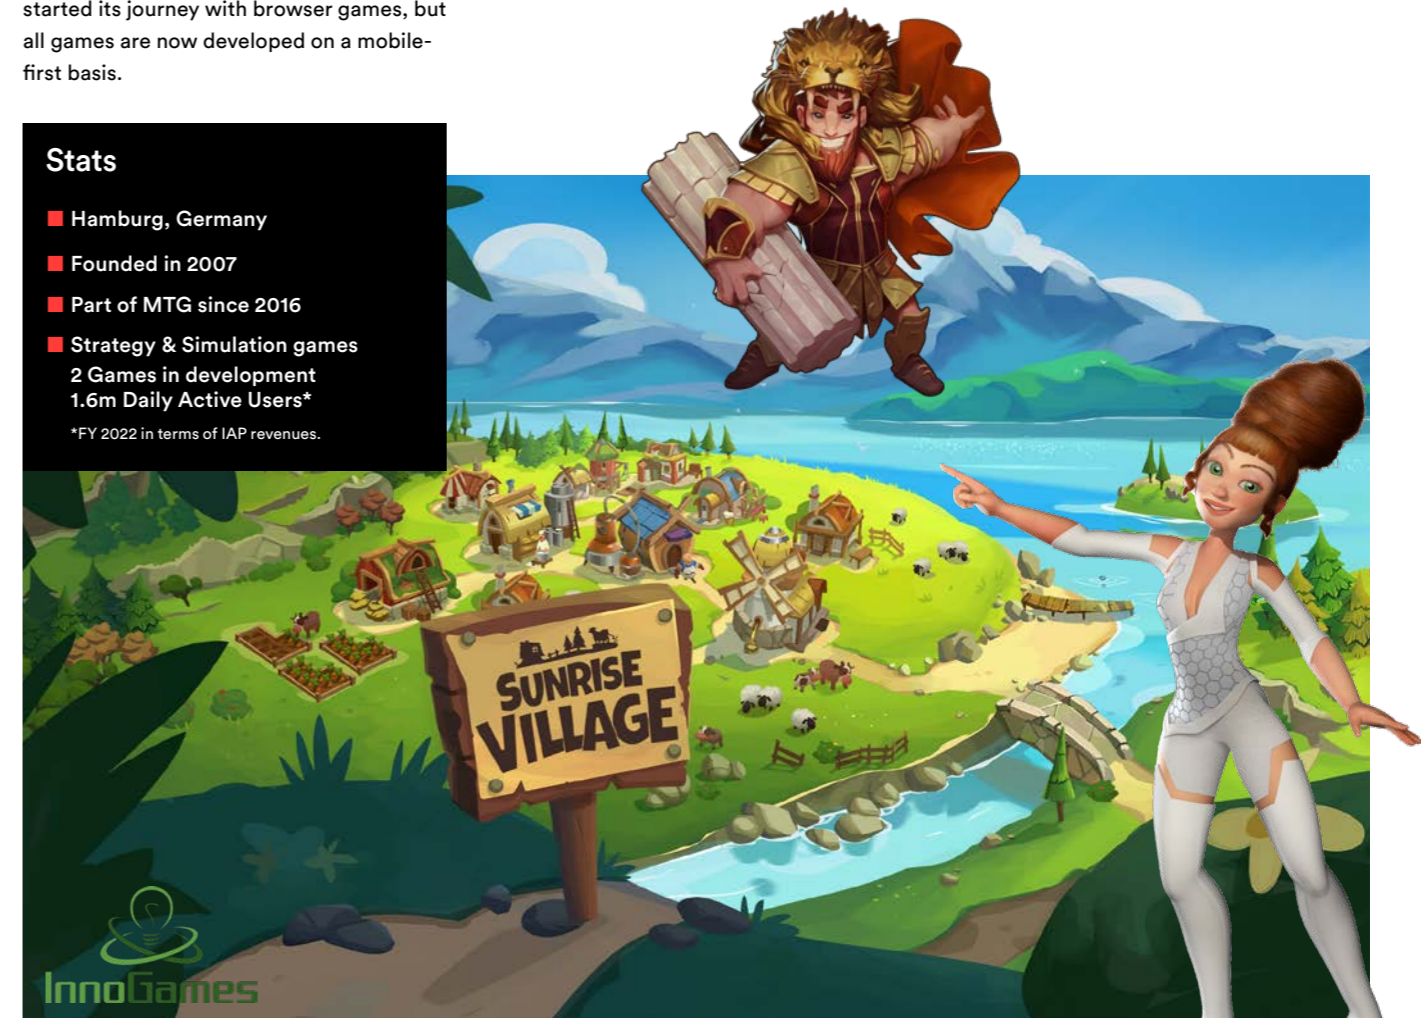 started its journey with browser games, but
all games are now developed on a mobile-
first basis.
Stats
Hamburg, Germany
Founded in 2007
Part of MTG since 2016
Strategy & Simulation games
2 Games in development
1.6m Daily Active Users*
*FY 2022 in terms of IAP revenues.
SUNRISE
VILLAGE
InnoGames